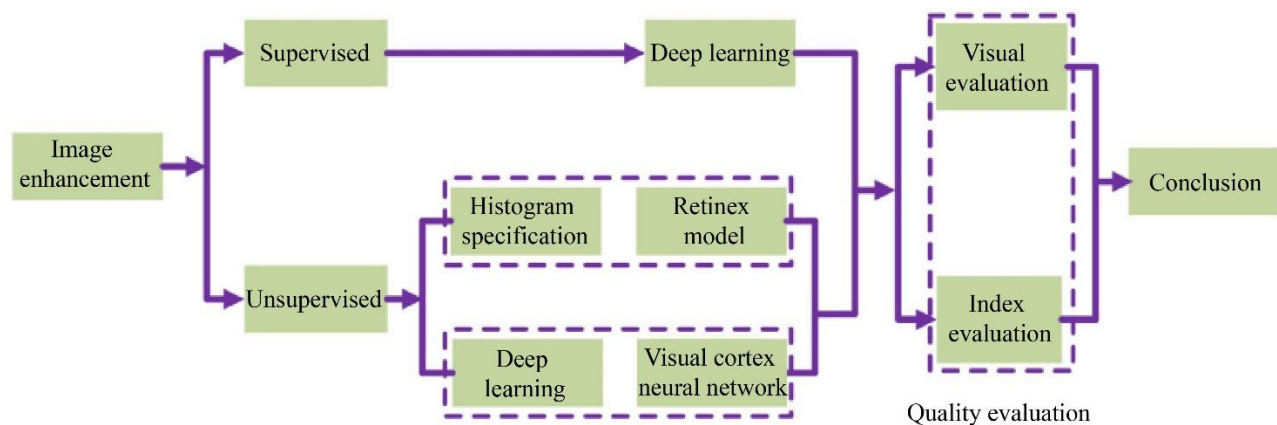 Image
enhancement
Supervised
Deep learning
Unsupervised
Histogram
specification
Retinex
model
Deep
learning
Visual cortex
neural network
Visual
evaluation
Index
evaluation
Quality evaluation
Conclusion